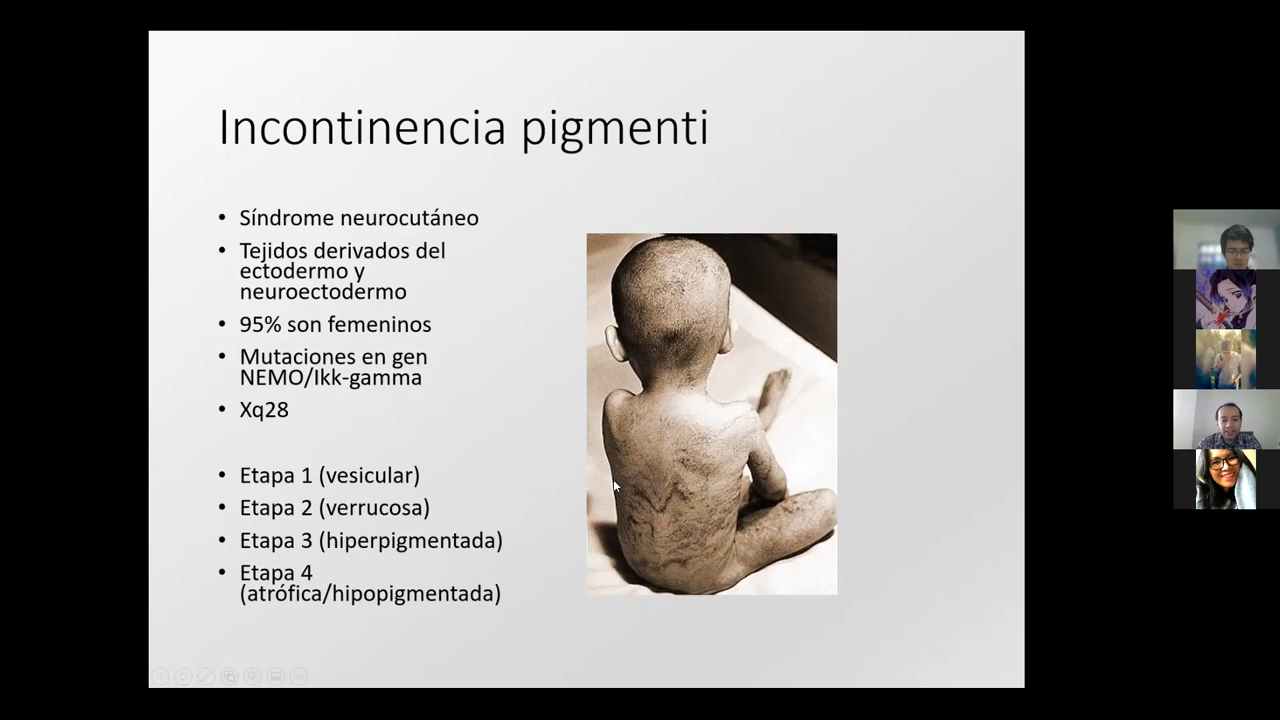 Incontinencia pigmenti
• Síndrome neurocutáneo
• Tejidos derivados del
ectodermo y
neuroectodermo
• 95% son femeninos
• Mutaciones en gen
NEMO/Ikk-gamma
• Xq28
• Etapa 1 (vesicular)
• Etapa 2 (verrucosa)
• Etapa 3 (hiperpigmentada)
• Etapa 4
(atrófica/hipopigmentada)